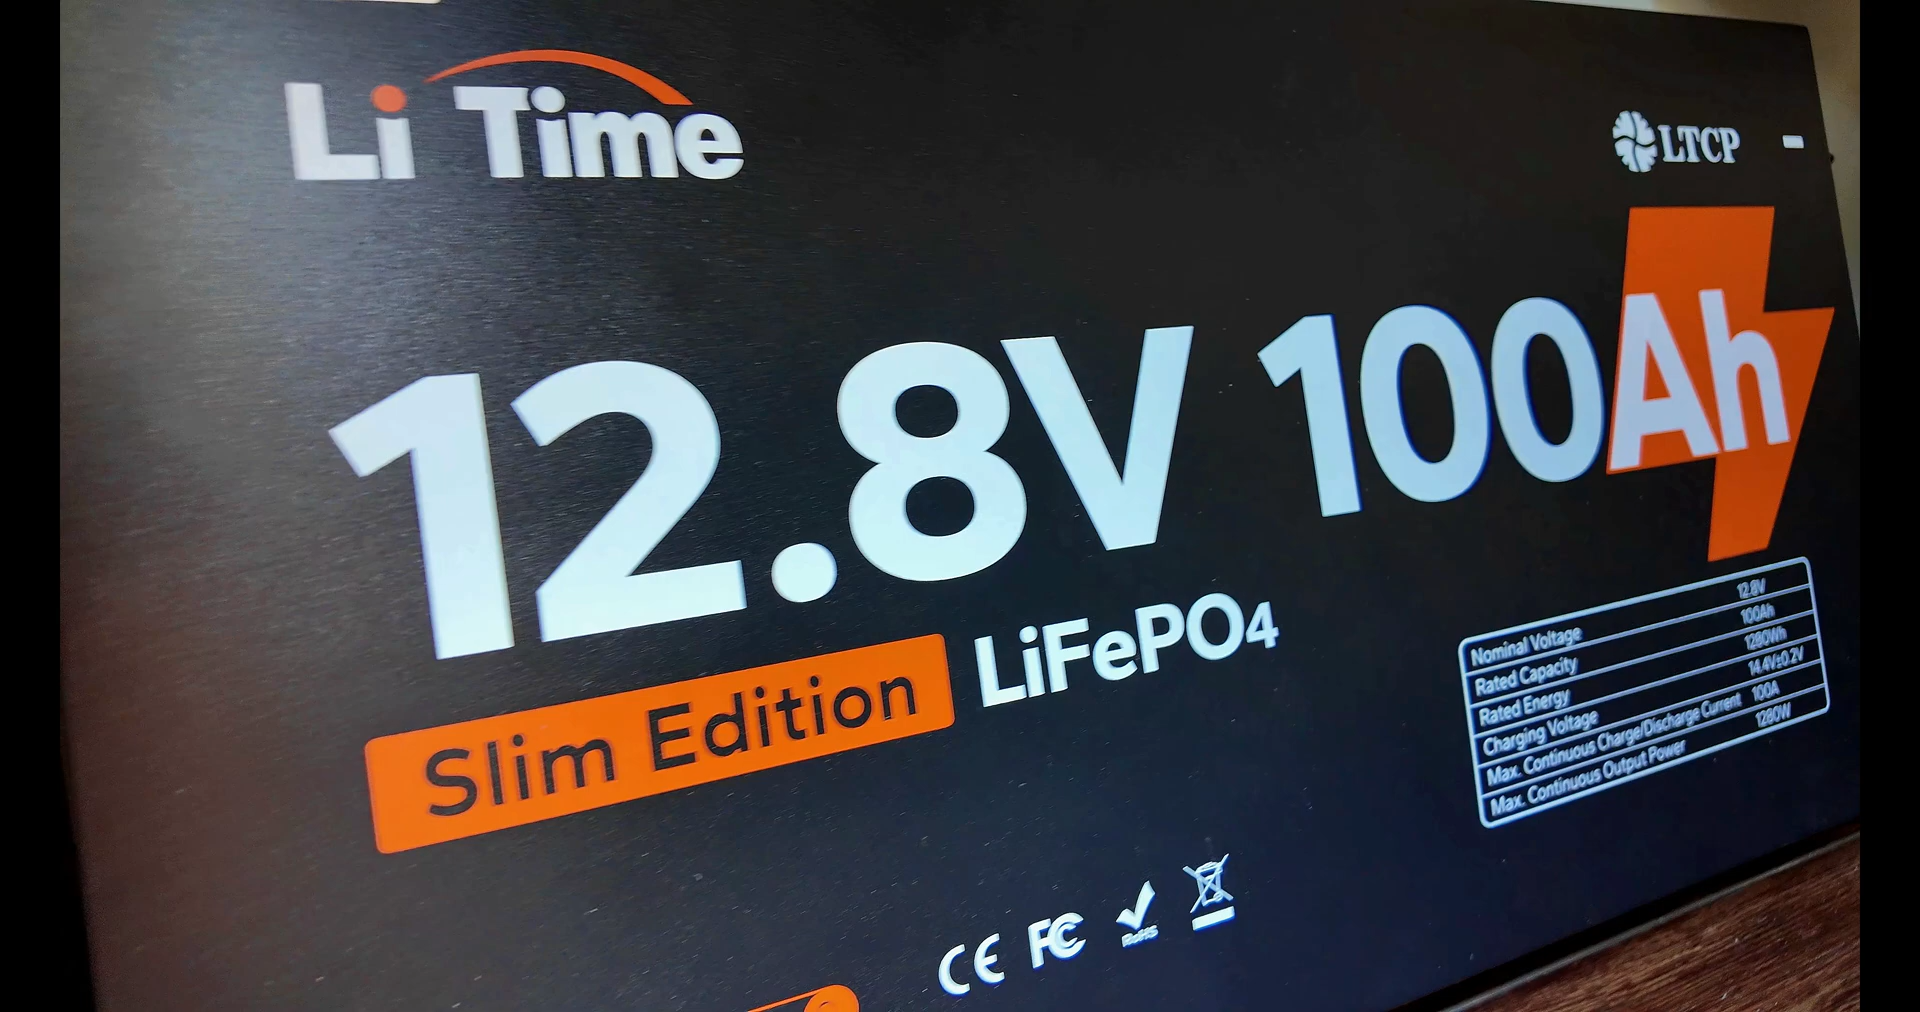 Li Time
LTCP
12.8V 100Ah
Slim Edition LiFePO4
Nominal Voltage 12.8V
Rated Capacity 100Ah
Rated Energy 1280Wh
Charging Voltage 14.4V±0.2V
Max. Continuous Charge/Discharge Current 100A
Max. Continuous Output Power 1280W
CE FC RoHS